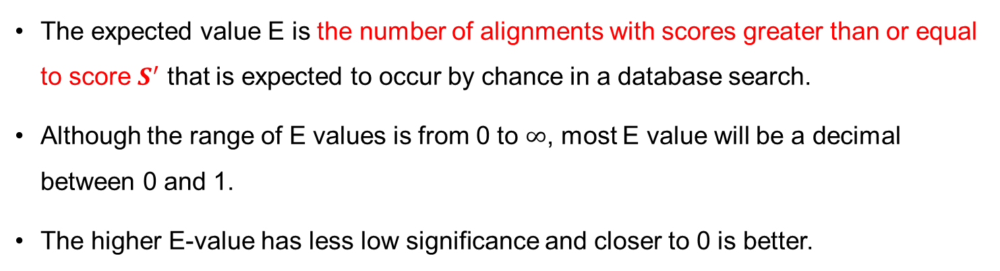 • The expected value E is the number of alignments with scores greater than or equal
to score S′ that is expected to occur by chance in a database search.
• Although the range of E values is from 0 to ∞, most E value will be a decimal
between 0 and 1.
• The higher E-value has less low significance and closer to 0 is better.